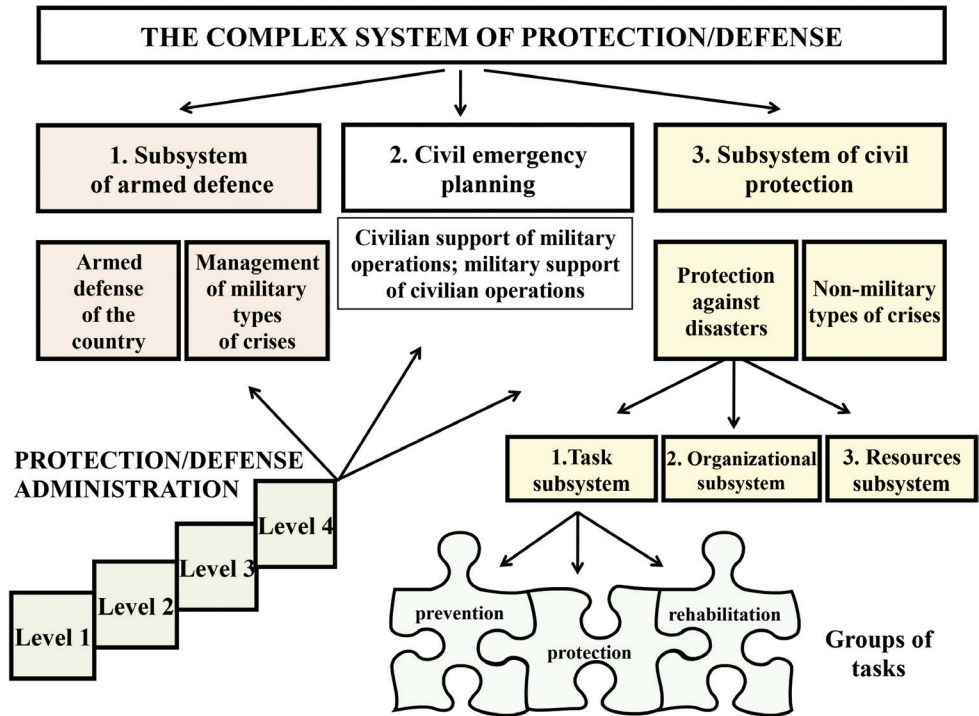 THE COMPLEX SYSTEM OF PROTECTION/DEFENSE
1. Subsystem
of armed defence
2. Civil emergency
planning
3. Subsystem of civil
protection
Civilian support of military
operations; military support
of civilian operations
Armed
defense
of the
country
Management
of military
types
of crises
Protection
against
disasters
Non-military
types of crises
PROTECTION/DEFENSE
ADMINISTRATION
Level 1
Level 2
Level 3
Level 4
1.Task
subsystem
2. Organizational
subsystem
3. Resources
subsystem
prevention
protection
rehabilitation
Groups of
tasks